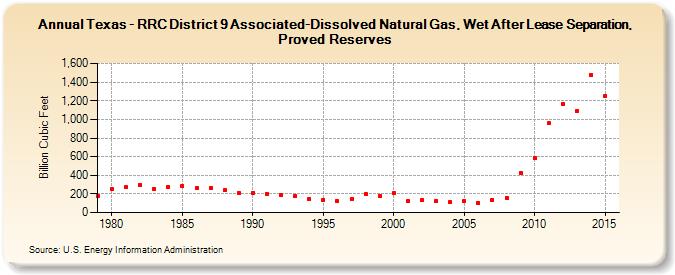 Annual Texas - RRC District 9 Associated-Dissolved Natural Gas, Wet After Lease Separation,
Proved Reserves
Billion Cubic Feet
1,600
1,400
1,200
1,000
800
600
400
200
0
1980 1985 1990 1995 2000 2005 2010 2015
Source: U.S. Energy Information Administration